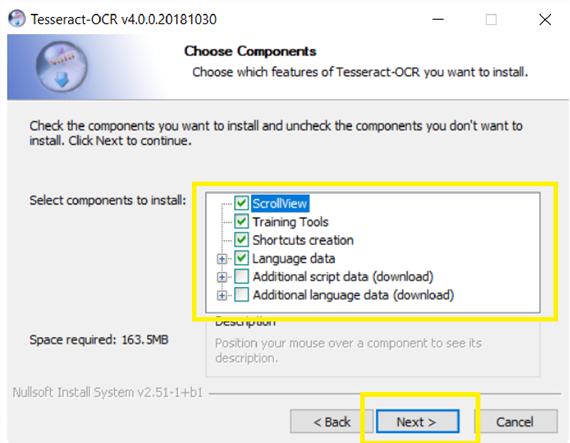 Tesseract-OCR v4.0.0.20181030
Choose Components
Choose which features of Tesseract-OCR you want to install.
Check the components you want to install and uncheck the components you don't want to
install. Click Next to continue.
Select components to install:
ScrollView
Training Tools
Shortcuts creation
Language data
Additional script data (download)
Additional language data (download)
Description
Space required: 163.5MB
Position your mouse over a component to see its
description.
Nullsoft Install System v2.51-1+b1
< Back
Next >
Cancel